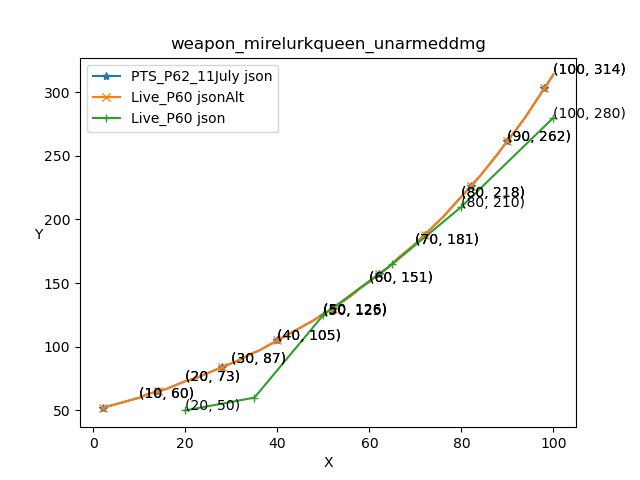 weapon_mirelurkqueen_unarmeddmg
PTS_P62_11July json
Live_P60 jsonAlt
Live_P60 json
(100, 314)
(100, 280)
(90, 262)
(80, 218)
(80, 210)
(70, 181)
(60, 151)
(50, 126)
(40, 105)
(30, 87)
(20, 73)
(10, 60)
(20, 50)
300
250
200
150
100
50
Y
0 20 40 60 80 100
X